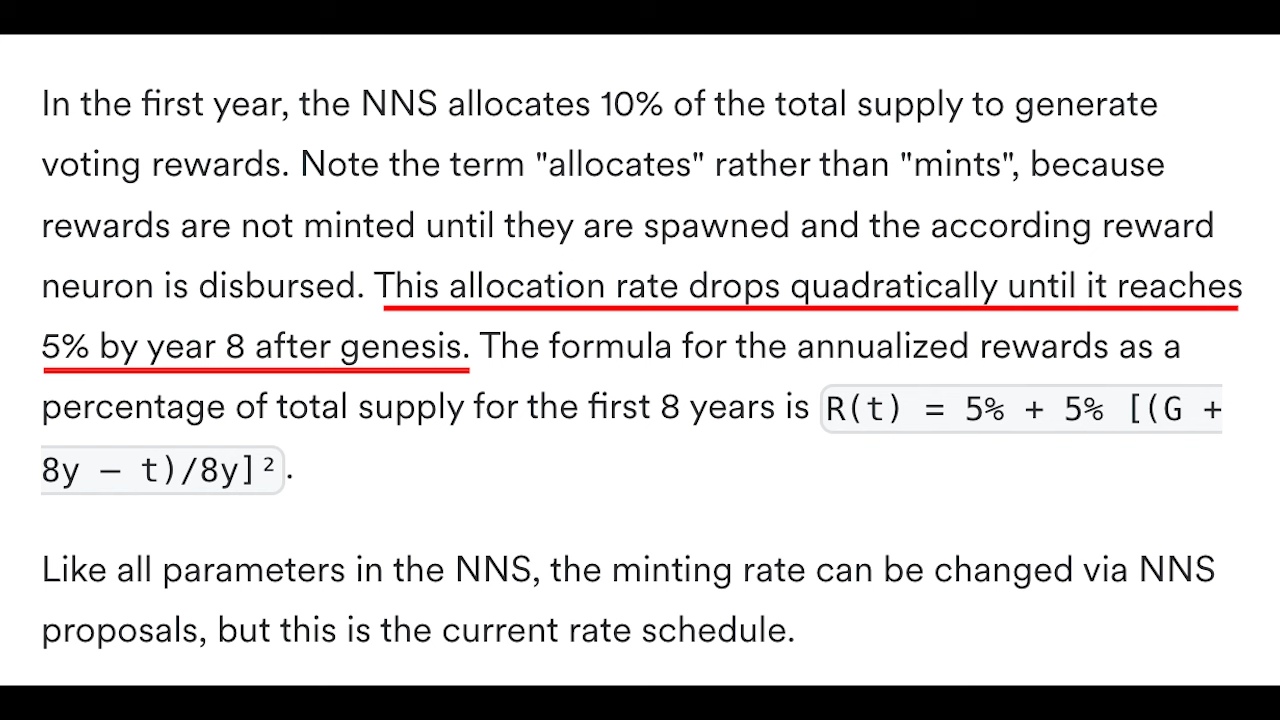 In the first year, the NNS allocates 10% of the total supply to generate
voting rewards. Note the term "allocates" rather than "mints", because
rewards are not minted until they are spawned and the according reward
neuron is disbursed. This allocation rate drops quadratically until it reaches
5% by year 8 after genesis. The formula for the annualized rewards as a
percentage of total supply for the first 8 years is R(t) = 5% + 5% [(G +
8y – t)/8y]².
Like all parameters in the NNS, the minting rate can be changed via NNS
proposals, but this is the current rate schedule.